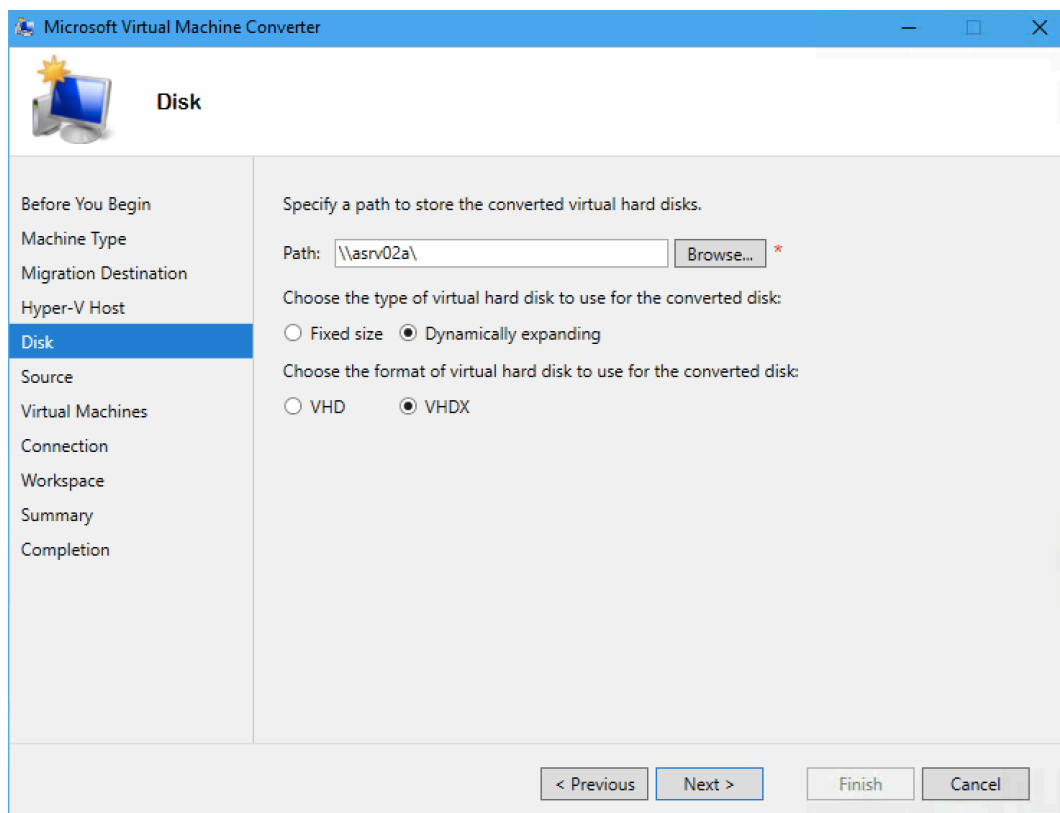 Microsoft Virtual Machine Converter
Disk
Before You Begin
Machine Type
Migration Destination
Hyper-V Host
Disk
Source
Virtual Machines
Connection
Workspace
Summary
Completion
Specify a path to store the converted virtual hard disks.
Path: \\asrv02a\ Browse... *
Choose the type of virtual hard disk to use for the converted disk:
Fixed size Dynamically expanding
Choose the format of virtual hard disk to use for the converted disk:
VHD VHDX
< Previous Next > Finish Cancel